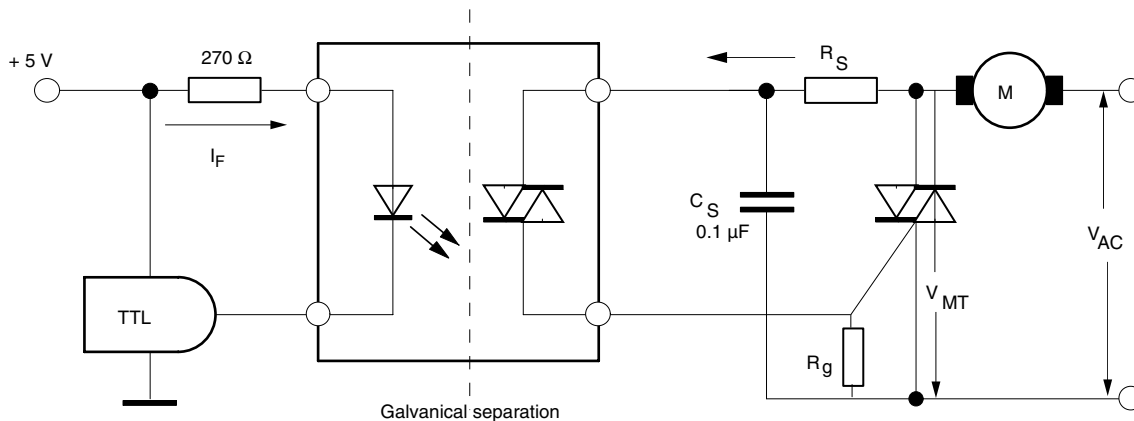 + 5 V
270 Ω
I_F
TTL
Galvanical separation
R_S
C_S
0.1 µF
R_g
M
V_MT
V_AC